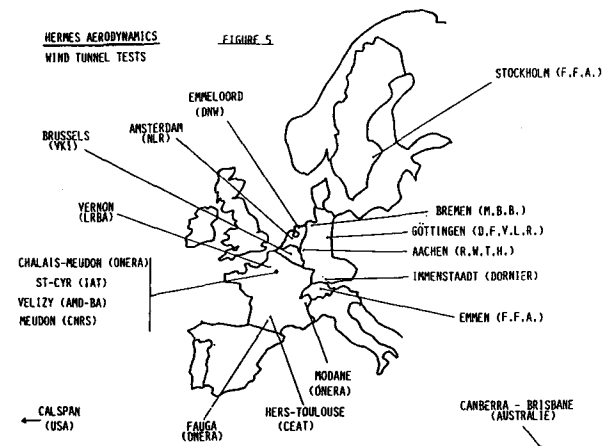 HERMES AERODYNAMICS
WIND TUNNEL TESTS
FIGURE 5
STOCKHOLM (F.F.A.)
EMMELOORD
(DNW)
AMSTERDAM
(NLR)
BRUSSELS
(VKI)
VERNON
(LRBA)
BREMEN (M.B.B.)
GÖTTINGEN (D.F.V.L.R.)
AACHEN (R.W.T.H.)
CHALAIS-MEUDON (ONERA)
ST-CYR (IAT)
VELIZY (AMD-BA)
MEUDON (CNRS)
IMMENSTAADT (DORNIER)
EMMEN (F.F.A.)
MODANE
(ONERA)
HERS-TOULOUSE
(CEAT)
FAUGA
(ONERA)
CALSPAN
(USA)
CANBERRA - BRISBANE
(AUSTRALIE)